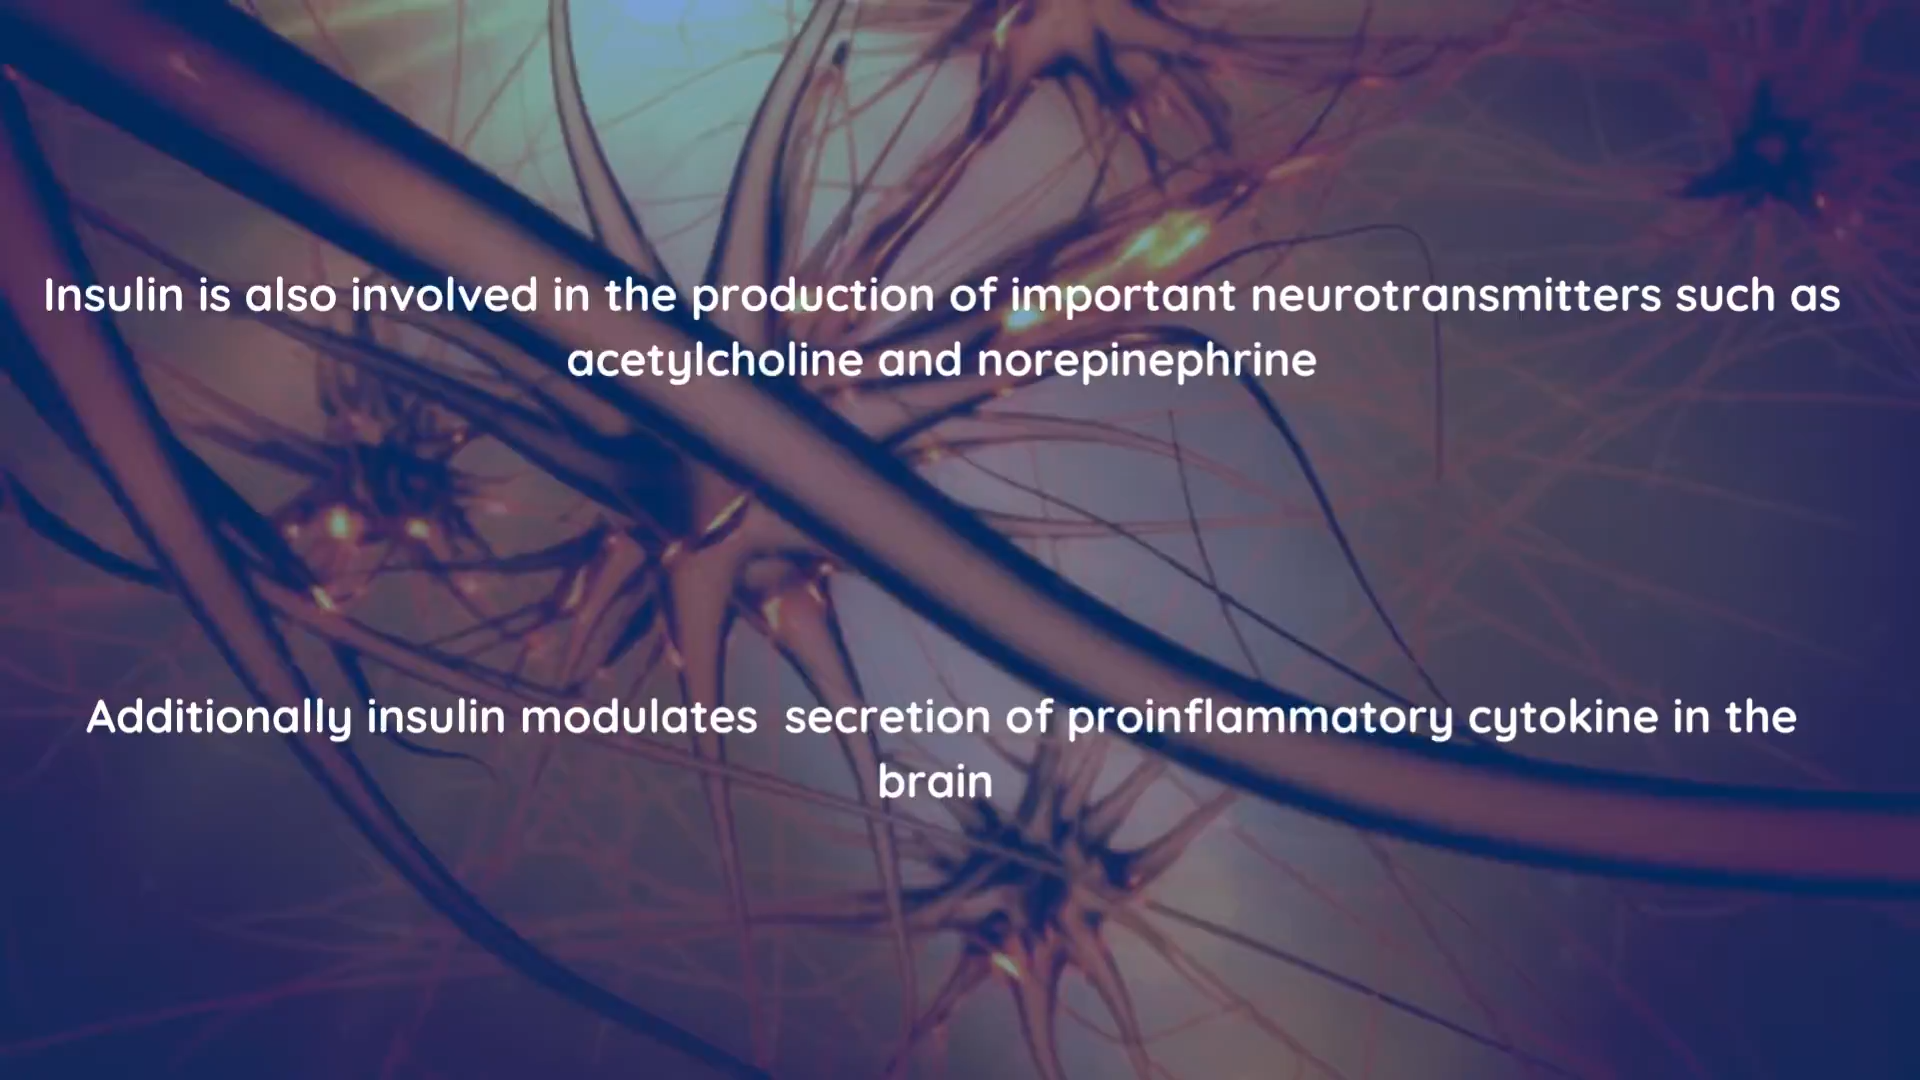 Insulin is also involved in the production of important neurotransmitters such as
acetylcholine and norepinephrine
Additionally insulin modulates  secretion of proinflammatory cytokine in the
brain